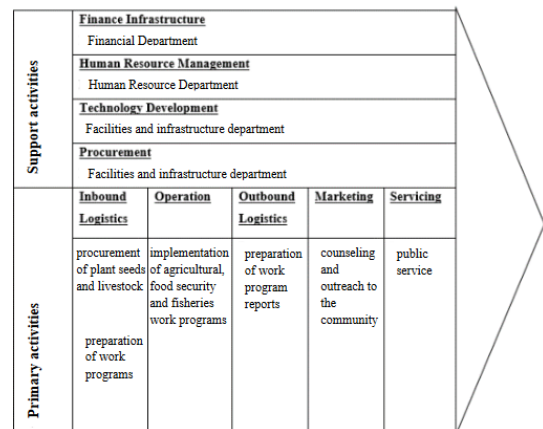 Support activities
Finance Infrastructure
Financial Department
Human Resource Management
Human Resource Department
Technology Development
Facilities and infrastructure department
Procurement
Facilities and infrastructure department
Primary activities
Inbound
Logistics
procurement
of plant seeds
and livestock
preparation
of work
programs
Operation
implementation
of agricultural,
food security
and fisheries
work programs
Outbound
Logistics
preparation
of work
program
reports
Marketing
counseling
and
outreach to
the
community
Servicing
public
service